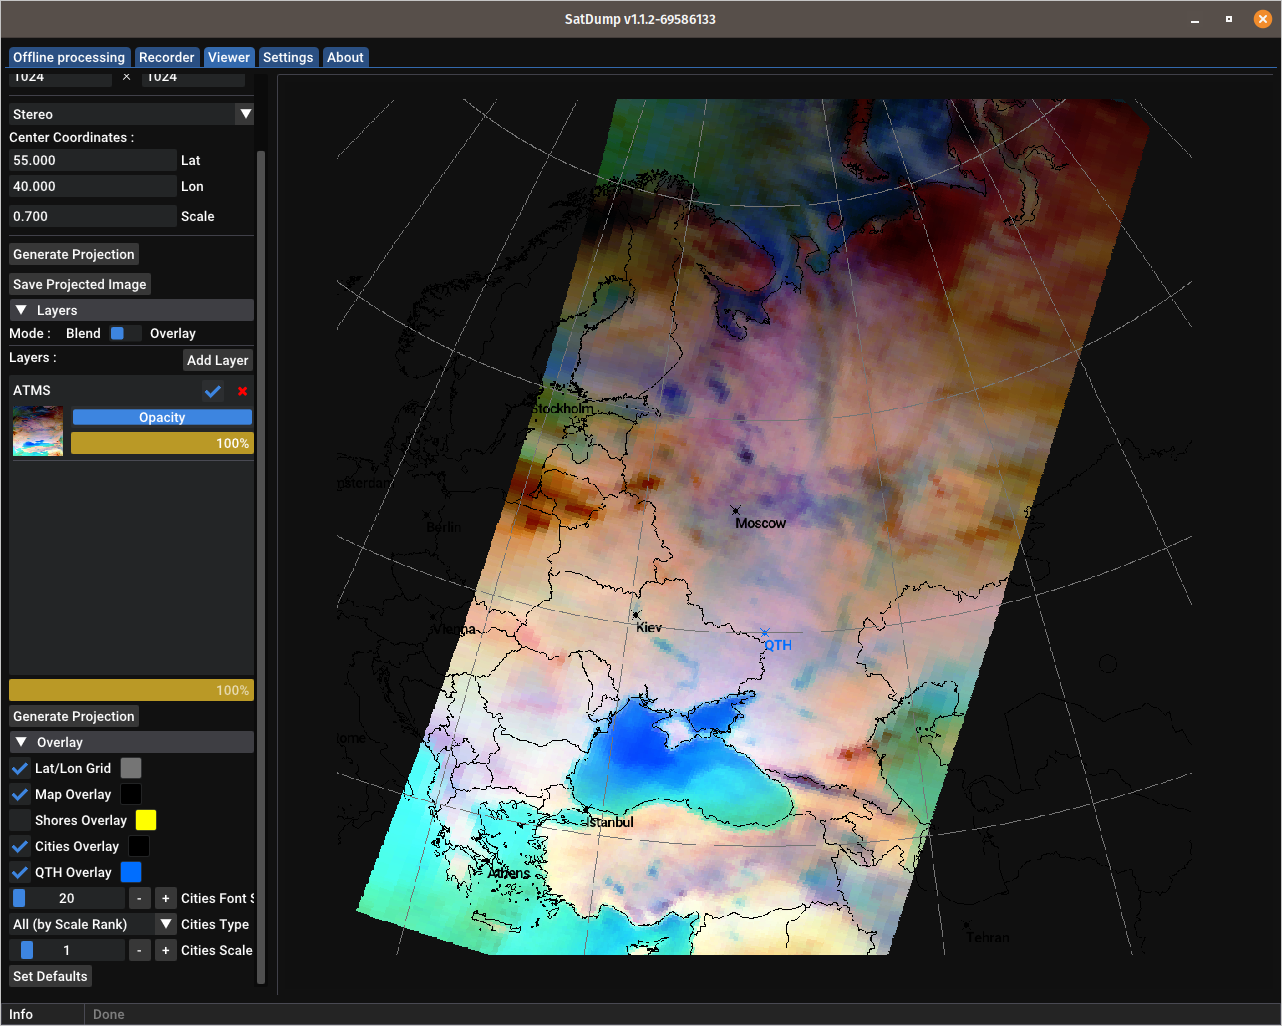 SatDump v1.1.2-69586133
Offline processing Recorder Viewer Settings About
1024 × 1024
Stereo
Center Coordinates :
55.000 Lat
40.000 Lon
0.700 Scale
Generate Projection
Save Projected Image
Layers
Mode : Blend Overlay
Layers : Add Layer
ATMS
Opacity
100%
100%
Generate Projection
Overlay
Lat/Lon Grid
Map Overlay
Shores Overlay
Cities Overlay
QTH Overlay
20 - + Cities Font S
All (by Scale Rank) Cities Type
1 - + Cities Scale
Set Defaults
Stockholm
msterdam
Berlin
Moscow
Vienna
Kiev
QTH
ome
Istanbul
Athens
Tehran
Info Done